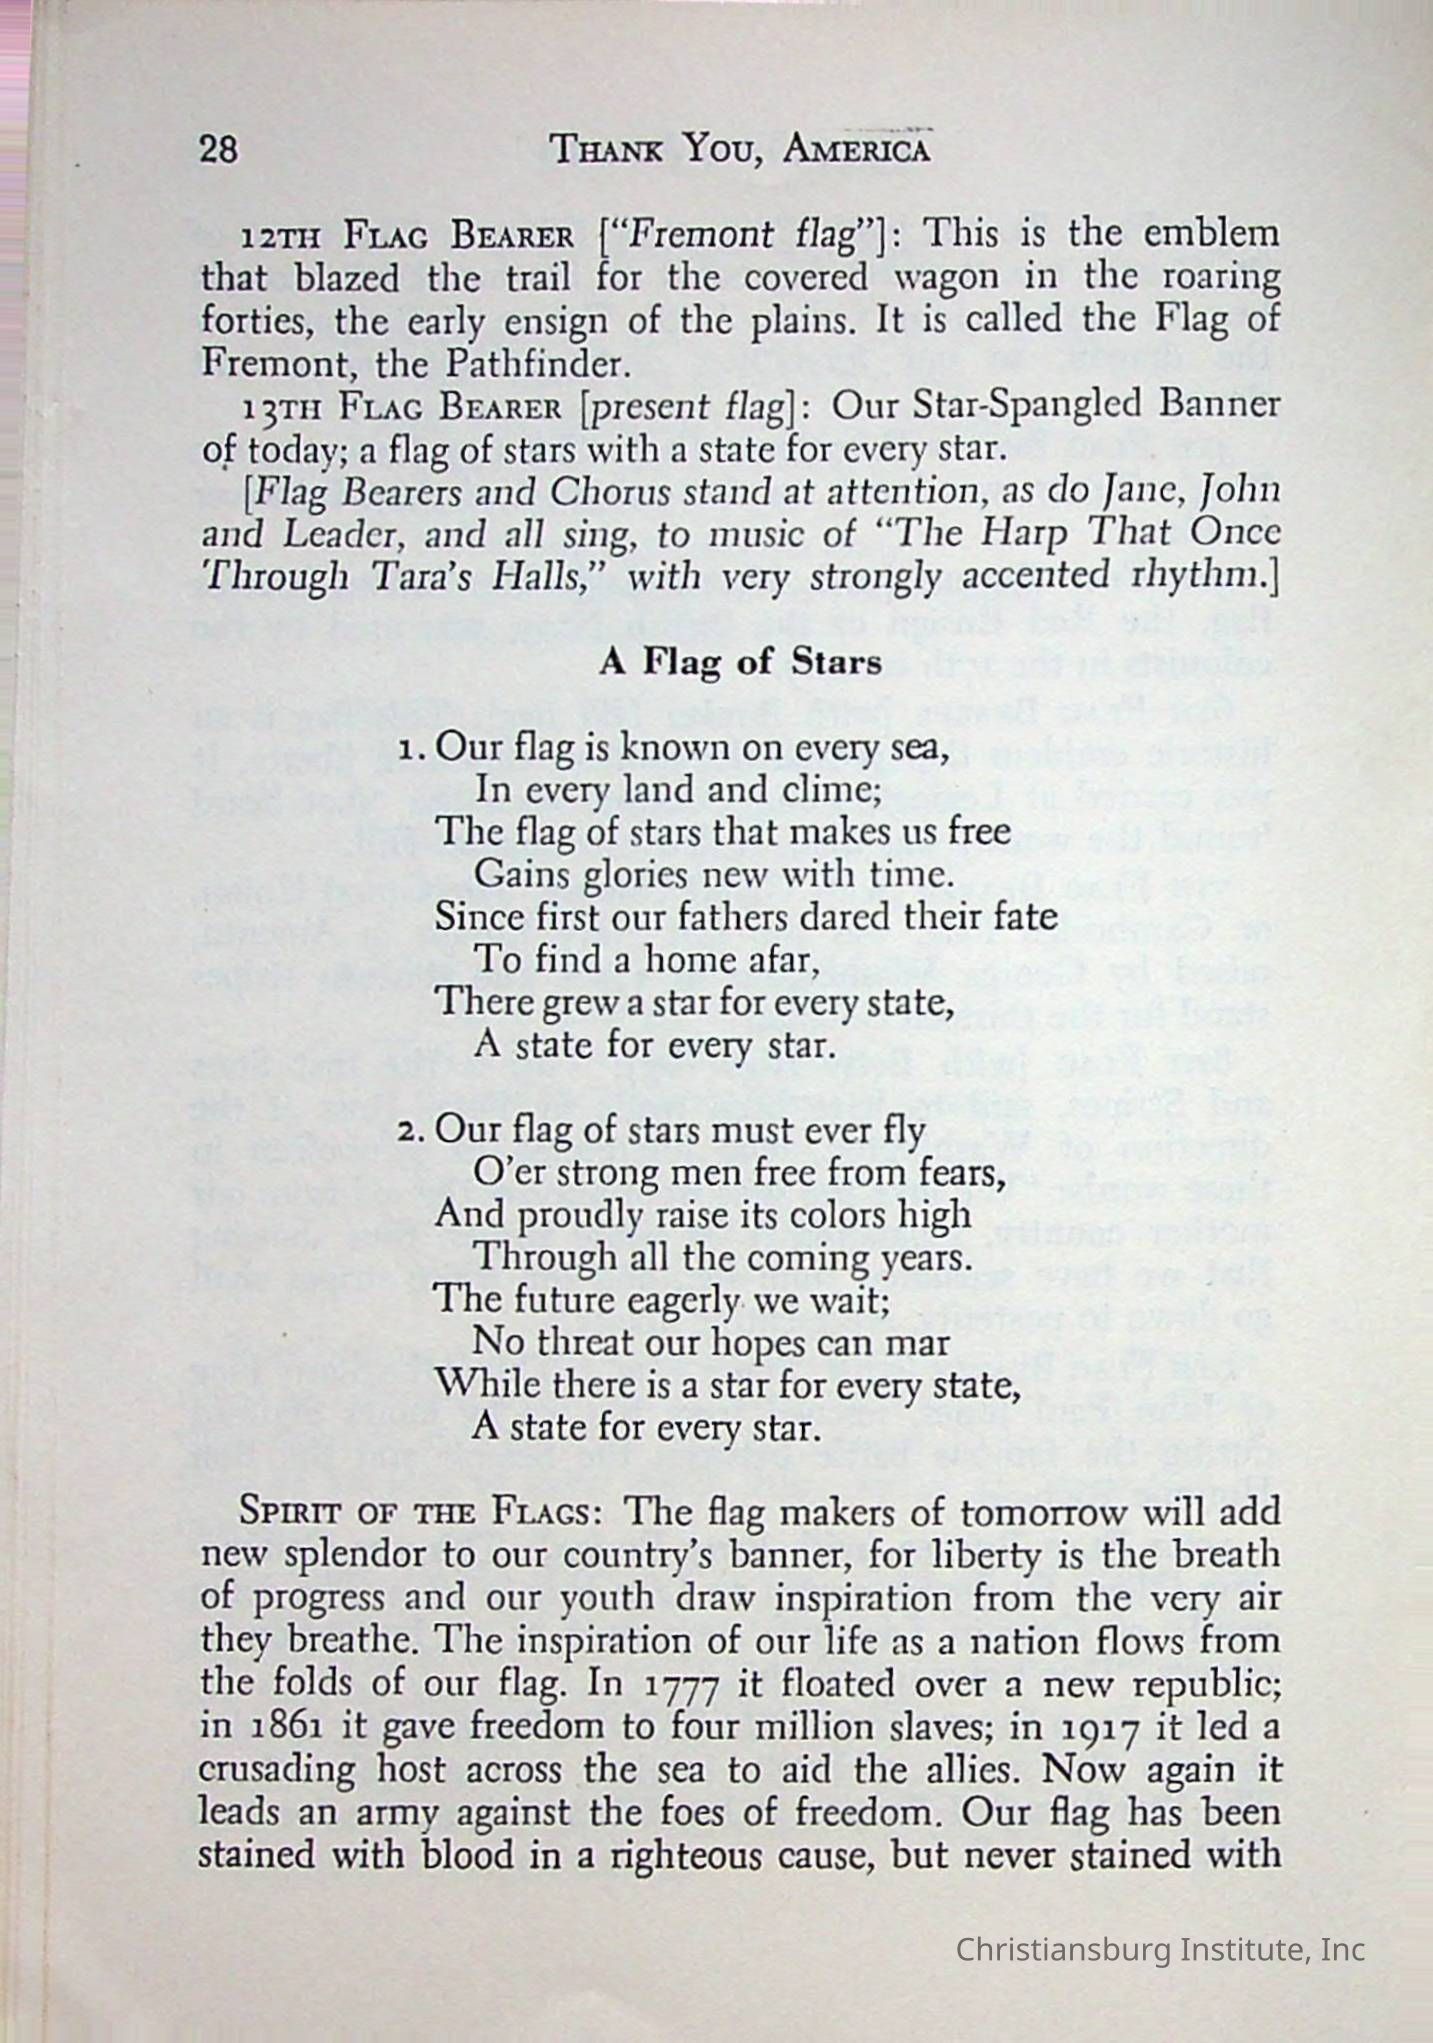 28 THANK YOU, AMERICA
12TH FLAG BEARER [“Fremont flag”]: This is the emblem
that blazed the trail for the covered wagon in the roaring
forties, the early ensign of the plains. It is called the Flag of
Fremont, the Pathfinder.
13TH FLAG BEARER [present flag]: Our Star-Spangled Banner
of today; a flag of stars with a state for every star.
[Flag Bearers and Chorus stand at attention, as do Jane, John
and Leader, and all sing, to music of “The Harp That Once
Through Tara’s Halls,” with very strongly accented rhythm.]
A Flag of Stars
1. Our flag is known on every sea,
In every land and clime;
The flag of stars that makes us free
Gains glories new with time.
Since first our fathers dared their fate
To find a home afar,
There grew a star for every state,
A state for every star.
2. Our flag of stars must ever fly
O’er strong men free from fears,
And proudly raise its colors high
Through all the coming years.
The future eagerly we wait;
No threat our hopes can mar
While there is a star for every state,
A state for every star.
SPIRIT OF THE FLAGS: The flag makers of tomorrow will add
new splendor to our country’s banner, for liberty is the breath
of progress and our youth draw inspiration from the very air
they breathe. The inspiration of our life as a nation flows from
the folds of our flag. In 1777 it floated over a new republic;
in 1861 it gave freedom to four million slaves; in 1917 it led a
crusading host across the sea to aid the allies. Now again it
leads an army against the foes of freedom. Our flag has been
stained with blood in a righteous cause, but never stained with
Christiansburg Institute, Inc